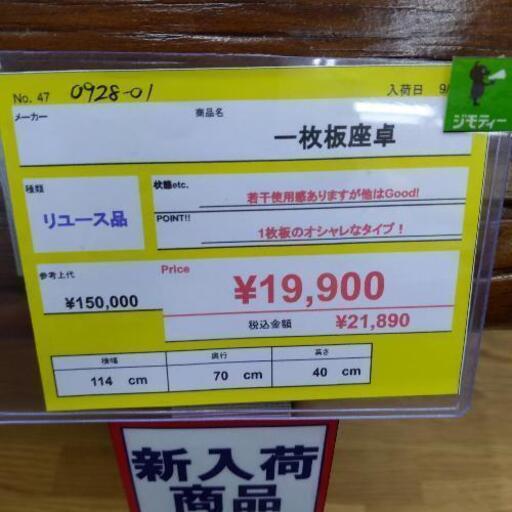 No. 47 0928-01 入荷日 9/
ジモティー
メーカー 商品名
一枚板座卓
種類
リユース品
状態etc.
若干使用感ありますが他はGood!
POINT!!
1枚板のオシャレなタイプ！
参考上代
¥150,000
Price
¥19,900
税込金額 ¥21,890
横幅 奥行 高さ
114 cm 70 cm 40 cm
新入荷
商品